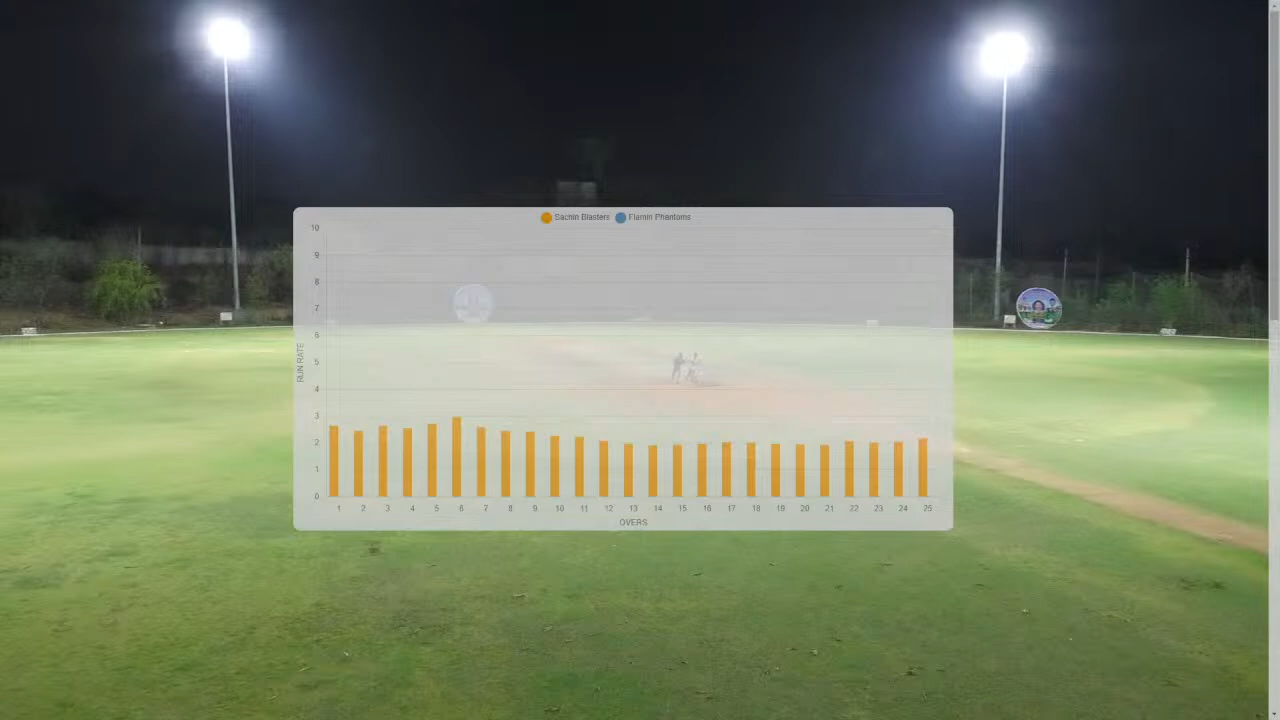 Sachin Blasters Flamin Phantoms
10
9
8
7
6
5
4
3
2
1
0
RUN RATE
1 2 3 4 5 6 7 8 9 10 11 12 13 14 15 16 17 18 19 20 21 22 23 24 25
OVERS